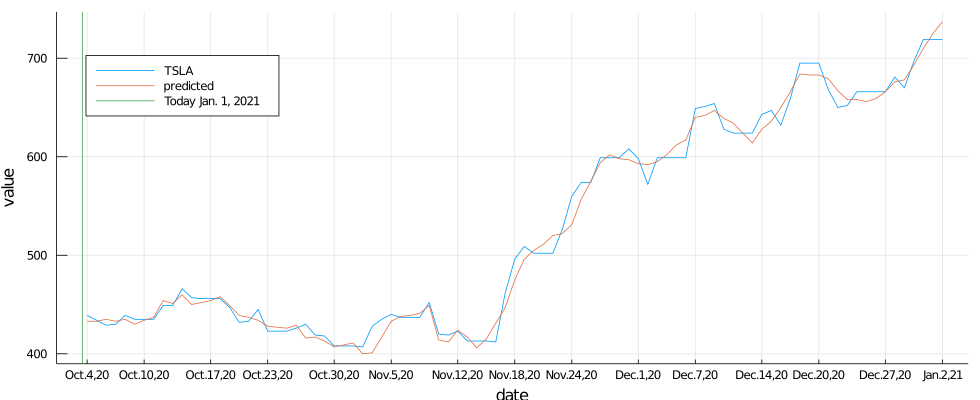 value
700
600
500
400
TSLA
predicted
Today Jan. 1, 2021
Oct.4,20 Oct.10,20 Oct.17,20 Oct.23,20 Oct.30,20 Nov.5,20 Nov.12,20 Nov.18,20 Nov.24,20 Dec.1,20 Dec.7,20 Dec.14,20 Dec.20,20 Dec.27,20 Jan.2,21
date